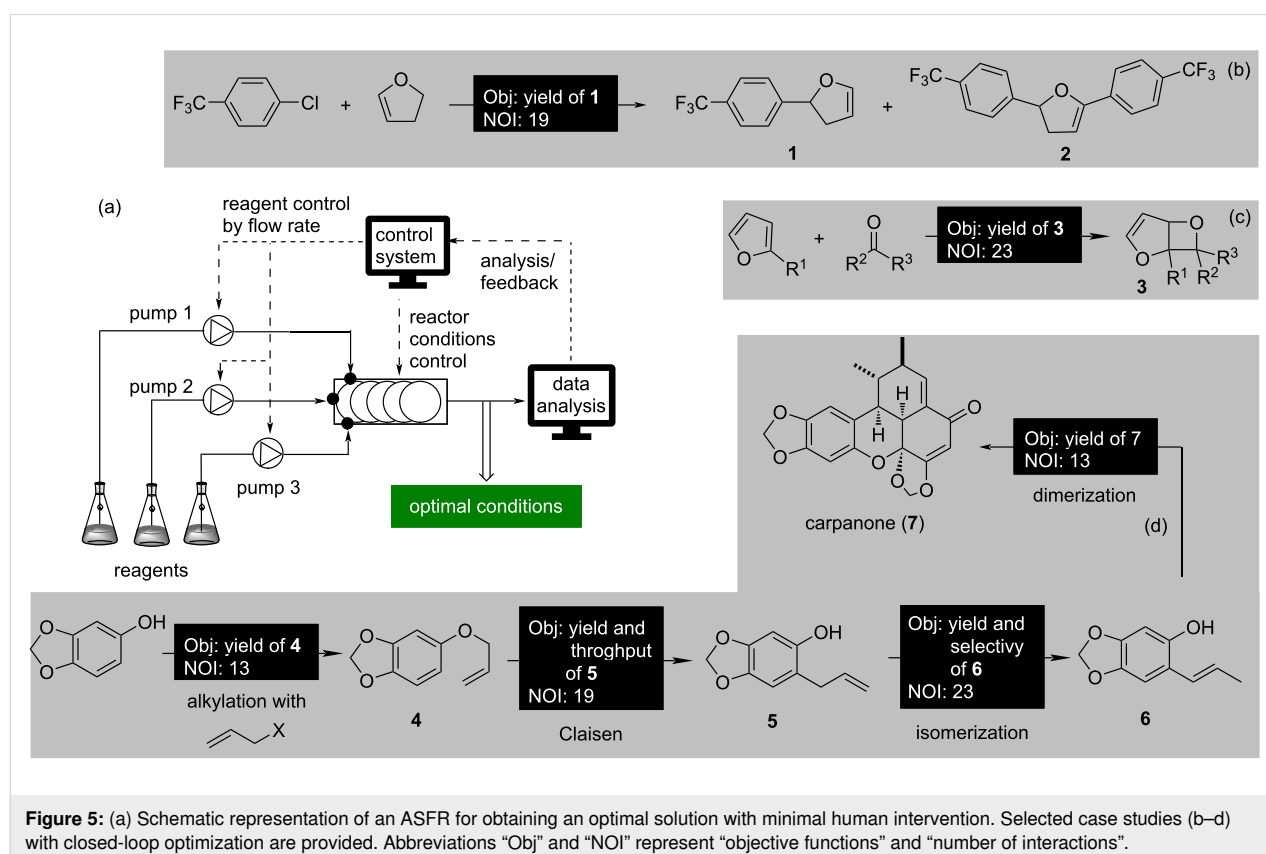 F3C
Cl
+
O
Obj: yield of 1
NOI: 19
F3C
O
1
+
F3C
O
CF3
2
(b)
(a)
reagent control
by flow rate
control
system
analysis/
feedback
reactor
conditions
control
pump 1
pump 2
pump 3
data
analysis
optimal conditions
reagents
(c)
O
R1
+
O
R2 R3
Obj: yield of 3
NOI: 23
O
O
R1
R2
R3
3
H
H
O
O
O
O
O
O
carpanone (7)
Obj: yield of 7
NOI: 13
dimerization
(d)
O
O
OH
Obj: yield of 4
NOI: 13
alkylation with
X
O
O
O
4
Obj: yield and
throghput
of 5
NOI: 19
Claisen
O
O
OH
5
Obj: yield and
selectivy
of 6
NOI: 23
isomerization
O
O
OH
6
Figure 5: (a) Schematic representation of an ASFR for obtaining an optimal solution with minimal human intervention. Selected case studies (b–d)
with closed-loop optimization are provided. Abbreviations “Obj” and “NOI” represent “objective functions” and “number of interactions”.